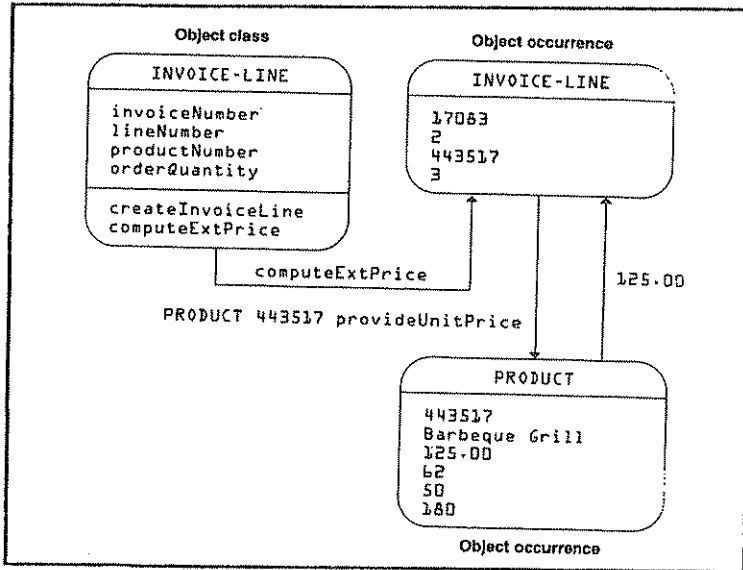 Object class
INVOICE-LINE
invoiceNumber
lineNumber
productNumber
orderQuantity
createInvoiceLine
computeExtPrice
Object occurrence
INVOICE-LINE
17083
2
443517
3
computeExtPrice
125.00
PRODUCT 443517 provideUnitPrice
PRODUCT
443517
Barbeque Grill
125.00
62
50
180
Object occurrence